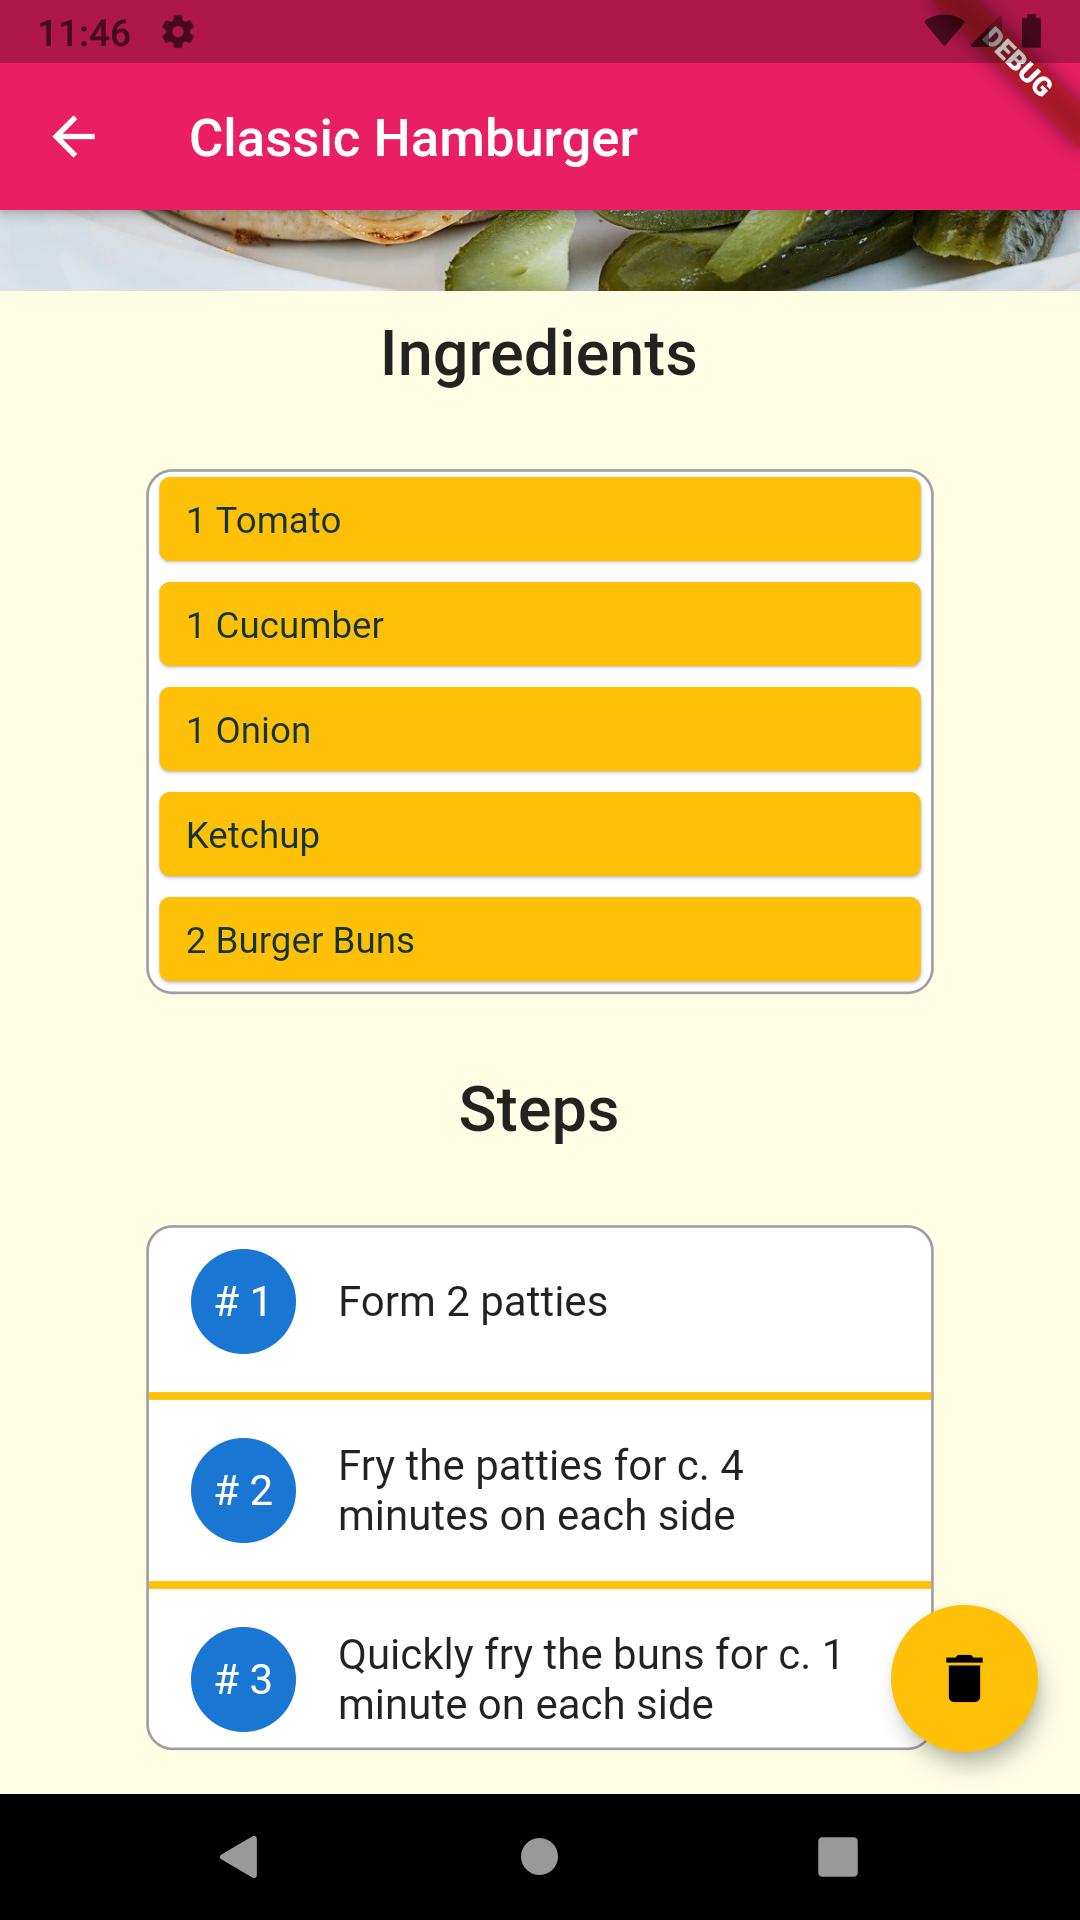 11:46
DEBUG
Classic Hamburger
Ingredients
1 Tomato
1 Cucumber
1 Onion
Ketchup
2 Burger Buns
Steps
# 1
Form 2 patties
# 2
Fry the patties for c. 4
minutes on each side
# 3
Quickly fry the buns for c. 1
minute on each side